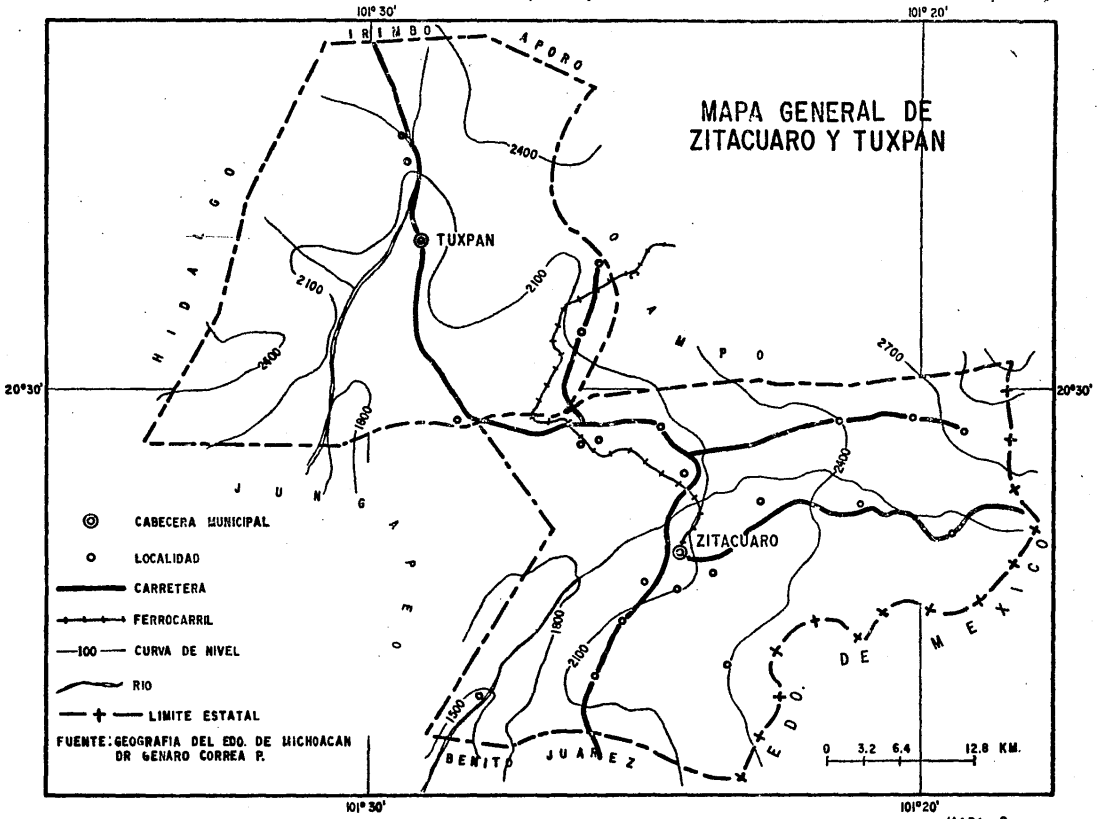 101°30'
101°20'
IRIMBO
APORO
MAPA GENERAL DE
ZITACUARO Y TUXPAN
2400
HIDALGO
TUXPAN
2100
2100
OCAMPO
2400
2700
20°30'
20°30'
1800
2400
JUNGAPEO
ZITACUARO
CABECERA MUNICIPAL
LOCALIDAD
CARRETERA
FERROCARRIL
100 CURVA DE NIVEL
RIO
LIMITE ESTATAL
FUENTE: GEOGRAFIA DEL EDO. DE MICHOACAN
DR GENARO CORREA P.
1800
2100
1500
EDO. DE MEXICO
BENITO JUAREZ
0 3.2 6.4 12.8 KM.
101°30'
101°20'